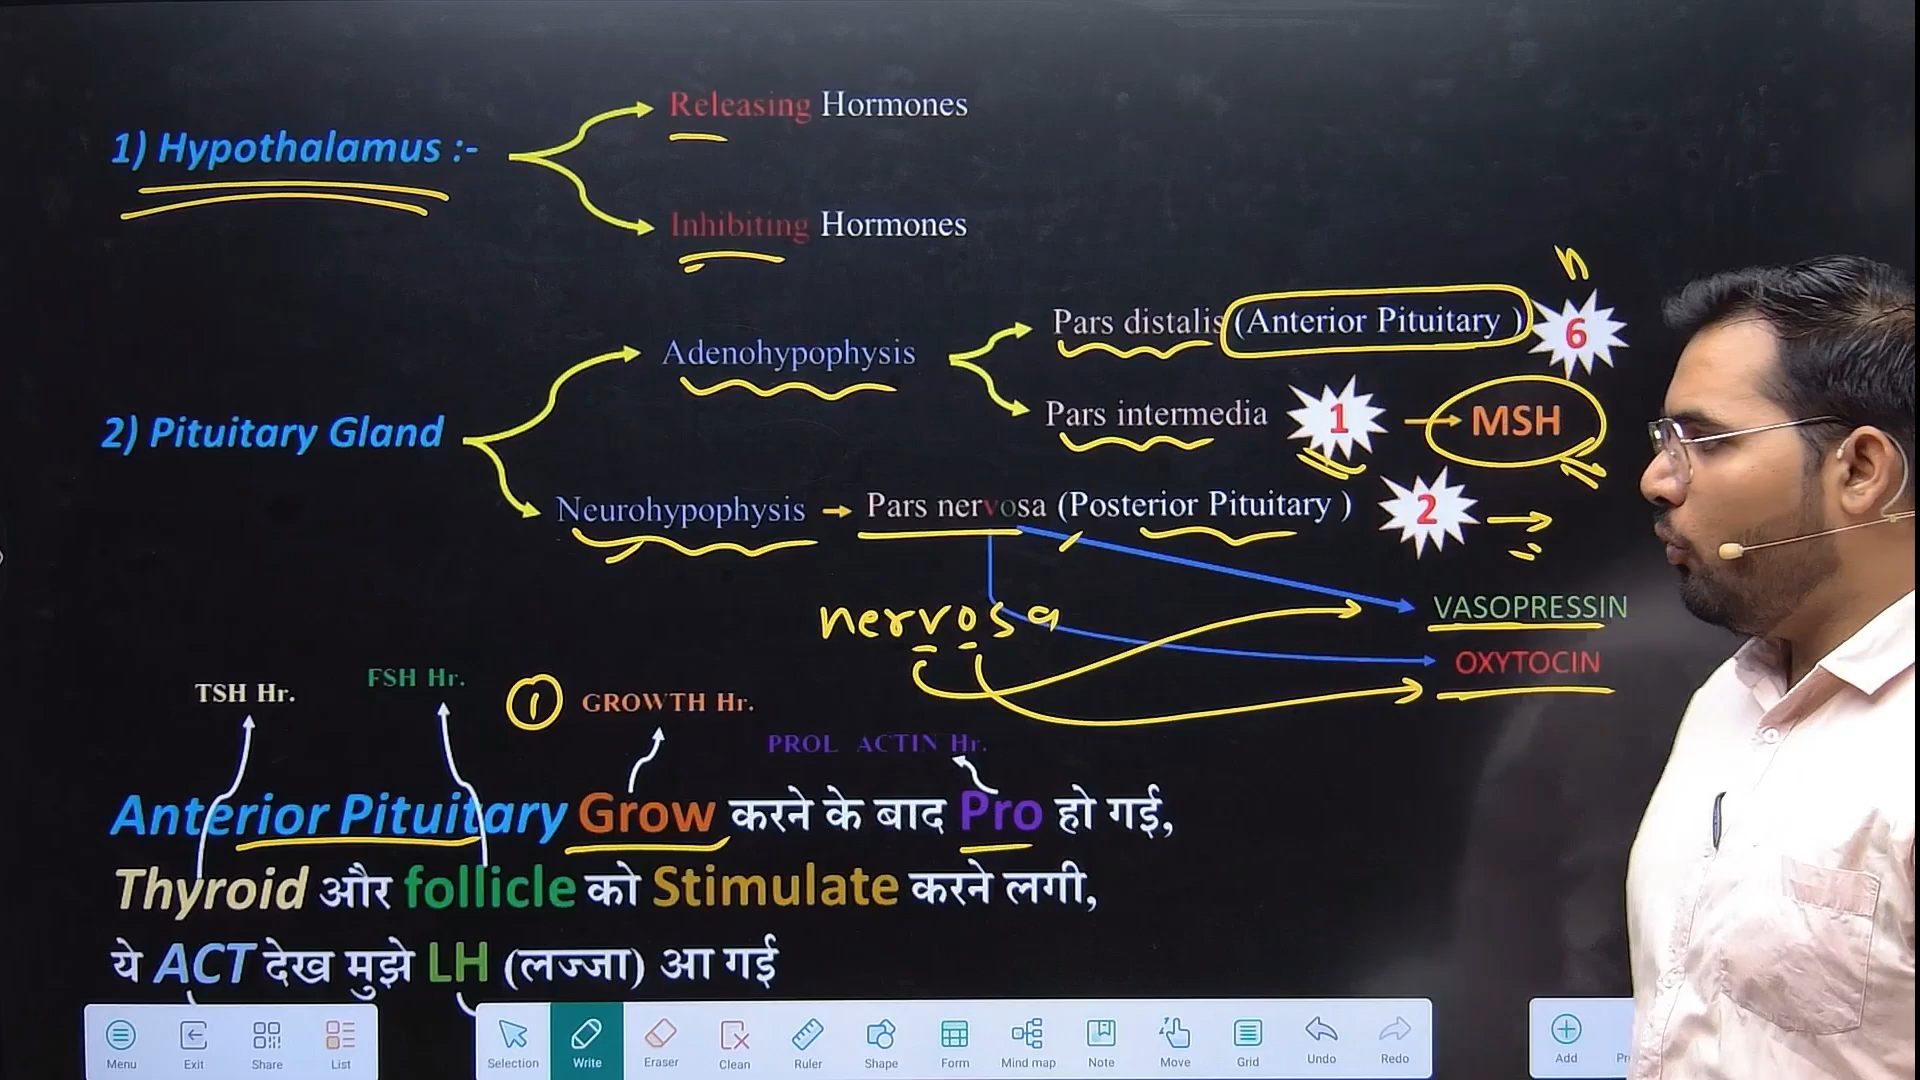 Releasing Hormones
1) Hypothalamus :-
Inhibiting Hormones
n
Pars distalis (Anterior Pituitary ) 6
Adenohypophysis
Pars intermedia 1 MSH
2) Pituitary Gland
Neurohypophysis Pars nervosa (Posterior Pituitary ) 2
VASOPRESSIN
nervosa
OXYTOCIN
TSH Hr. FSH Hr. 1 GROWTH Hr.
PROL ACTIN Hr.
Anterior Pituitary Grow करने के बाद Pro हो गई,
Thyroid और follicle को Stimulate करने लगी,
ये ACT देख मुझे LH (लज्जा) आ गई
Menu Exit Share List Selection Write Eraser Clean Ruler Shape Form Mind map Note Move Grid Undo Redo Add